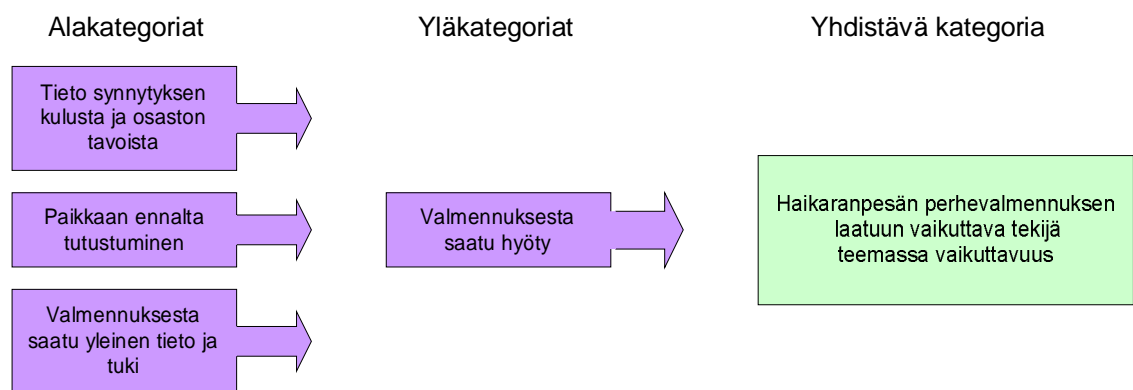 Alakategoriat
Yläkategoriat
Yhdistävä kategoria
Tieto synnytyksen
kulusta ja osaston
tavoista
Paikkaan ennalta
tutustuminen
Valmennuksesta
saatu yleinen tieto ja
tuki
Valmennuksesta
saatu hyöty
Haikaranpesän perhevalmennuksen
laatuun vaikuttava tekijä
teemassa vaikuttavuus